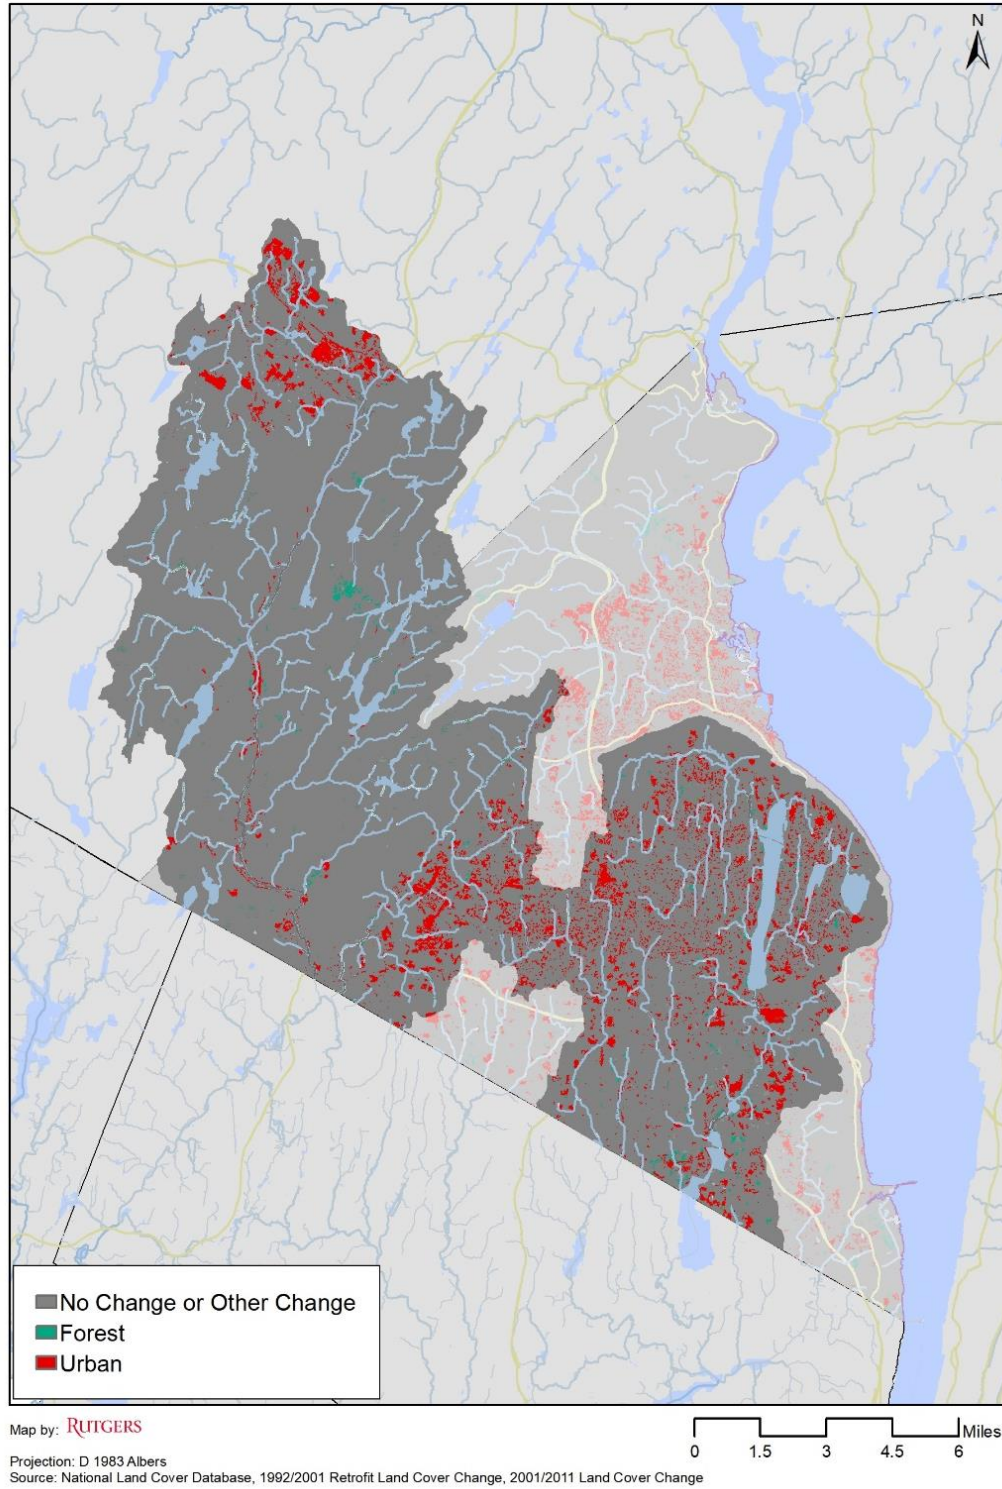 N
No Change or Other Change
Forest
Urban
Map by: RUTGERS
Miles
0 1.5 3 4.5 6
Projection: D 1983 Albers
Source: National Land Cover Database, 1992/2001 Retrofit Land Cover Change, 2001/2011 Land Cover Change